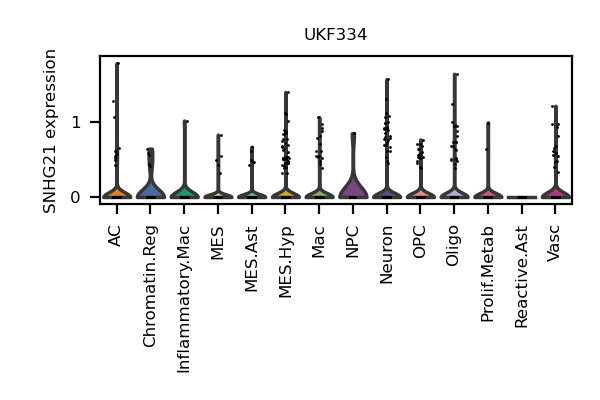 UKF334
SNHG21 expression
1
0
AC
Chromatin.Reg
Inflammatory.Mac
MES
MES.Ast
MES.Hyp
Mac
NPC
Neuron
OPC
Oligo
Prolif.Metab
Reactive.Ast
Vasc